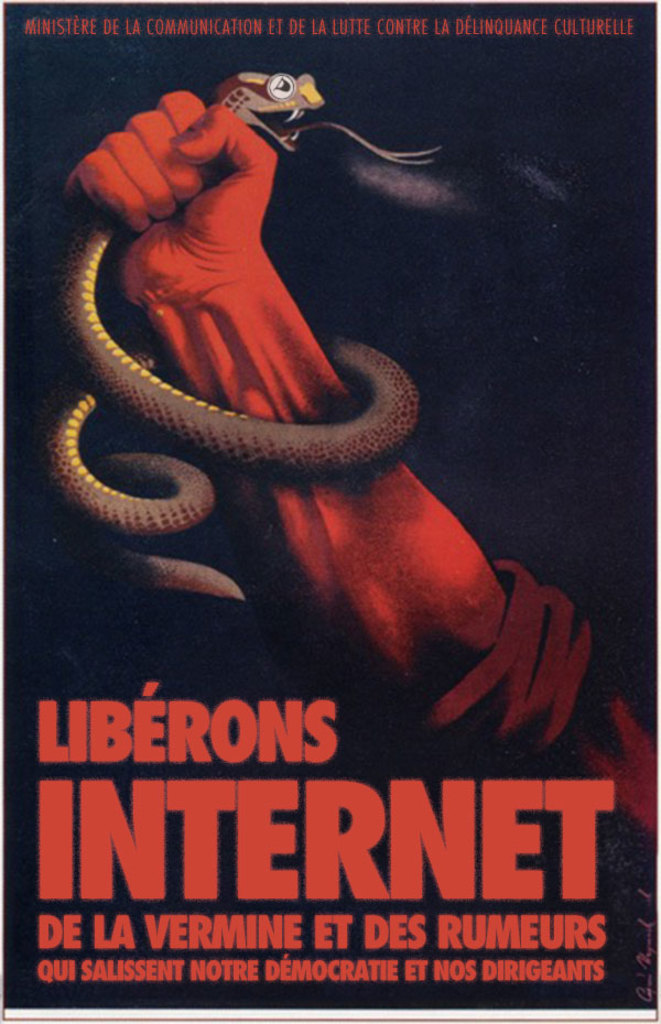 MINISTÈRE DE LA COMMUNICATION ET DE LA LUTTE CONTRE LA DÉLINQUANCE CULTURELLE
LIBÉRONS
INTERNET
DE LA VERMINE ET DES RUMEURS
QUI SALISSENT NOTRE DÉMOCRATIE ET NOS DIRIGEANTS